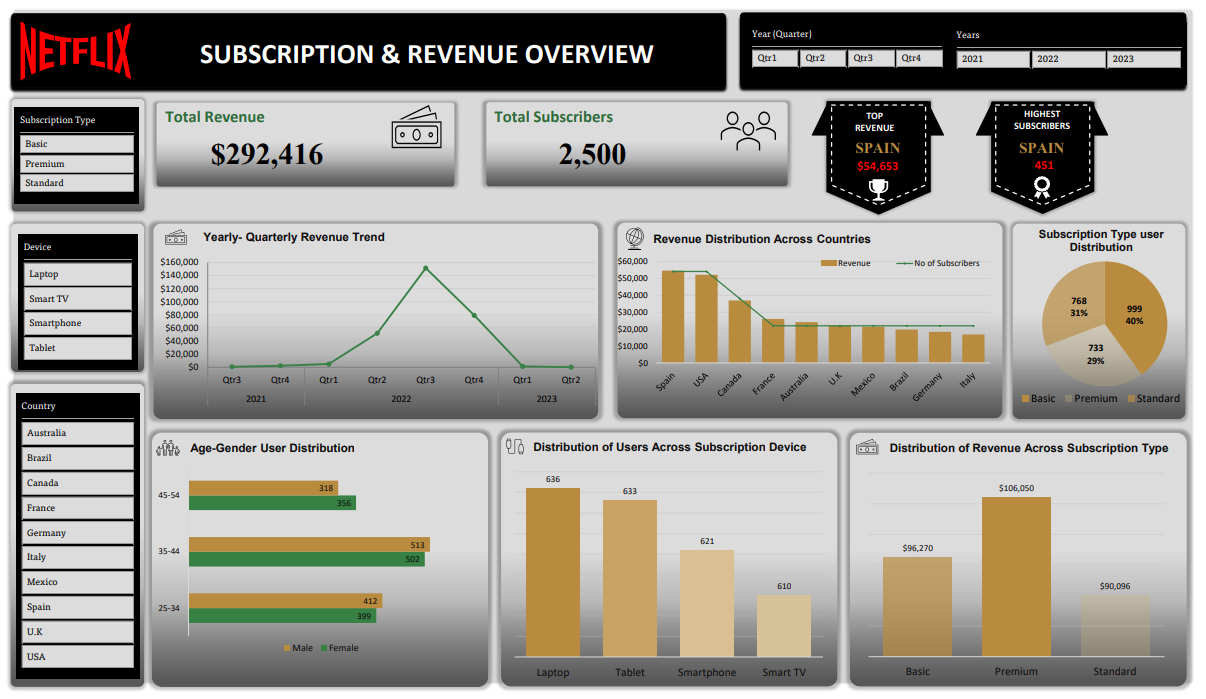 NETFLIX
SUBSCRIPTION & REVENUE OVERVIEW
Year (Quarter)
Qtr1
Qtr2
Qtr3
Qtr4
Years
2021
2022
2023
Subscription Type
Basic
Premium
Standard
Total Revenue
$292,416
Total Subscribers
2,500
TOP
REVENUE
SPAIN
$54,653
HIGHEST
SUBSCRIBERS
SPAIN
451
Device
Laptop
Smart TV
Smartphone
Tablet
Yearly- Quarterly Revenue Trend
$160,000
$140,000
$120,000
$100,000
$80,000
$60,000
$40,000
$20,000
$0
Qtr3
Qtr4
Qtr1
Qtr2
Qtr3
Qtr4
Qtr1
Qtr2
2021
2022
2023
Revenue Distribution Across Countries
Revenue
No of Subscribers
$60,000
$50,000
$40,000
$30,000
$20,000
$10,000
$0
Spain
USA
Canada
France
Australia
U.K
Mexico
Brazil
Germany
Italy
Subscription Type user
Distribution
768
31%
999
40%
733
29%
Basic
Premium
Standard
Country
Australia
Brazil
Canada
France
Germany
Italy
Mexico
Spain
U.K
USA
Age-Gender User Distribution
45-54
318
356
35-44
513
502
25-34
412
399
Male
Female
Distribution of Users Across Subscription Device
636
633
621
610
Laptop
Tablet
Smartphone
Smart TV
Distribution of Revenue Across Subscription Type
$96,270
$106,050
$90,096
Basic
Premium
Standard